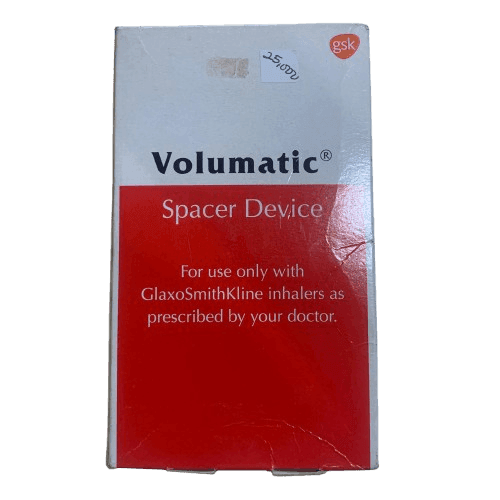 gsk
25,000
Volumatic®
Spacer Device
For use only with
GlaxoSmithKline inhalers as
prescribed by your doctor.